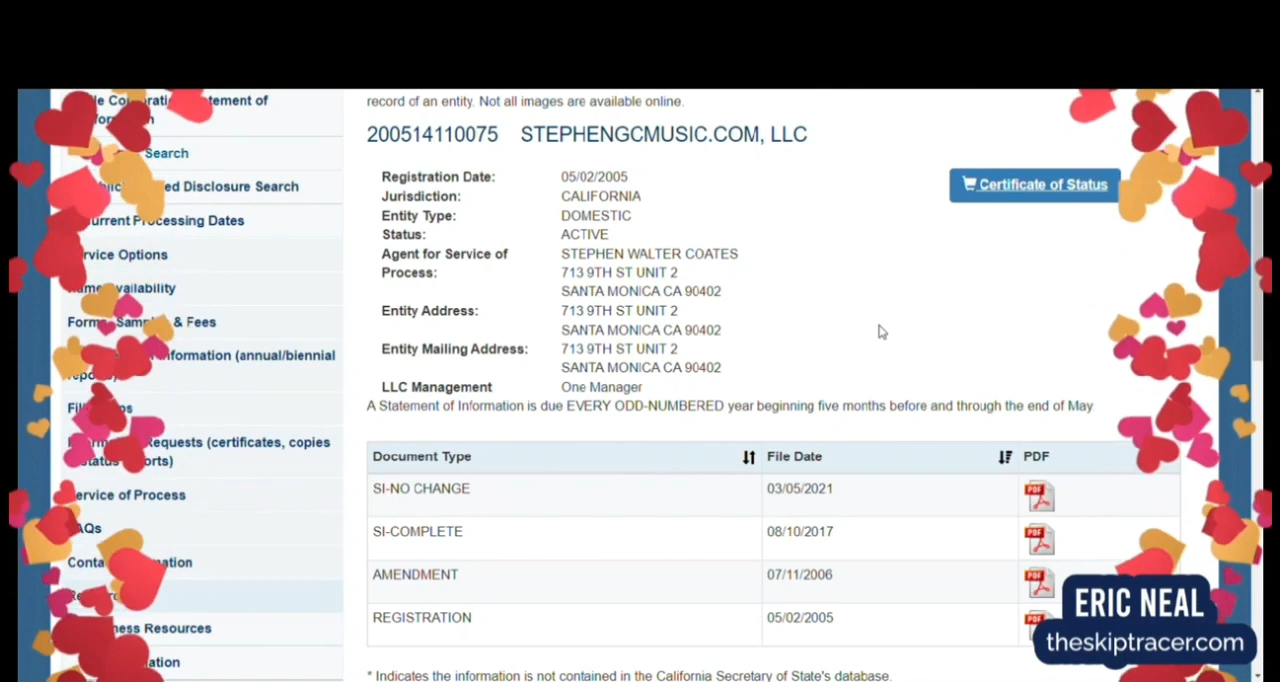 record of an entity. Not all images are available online.
200514110075 STEPHENGCMUSIC.COM, LLC
Registration Date: 05/02/2005
Jurisdiction: CALIFORNIA
Entity Type: DOMESTIC
Status: ACTIVE
Agent for Service of Process: STEPHEN WALTER COATES
713 9TH ST UNIT 2
SANTA MONICA CA 90402
Entity Address: 713 9TH ST UNIT 2
SANTA MONICA CA 90402
Entity Mailing Address: 713 9TH ST UNIT 2
SANTA MONICA CA 90402
LLC Management One Manager
Certificate of Status
A Statement of Information is due EVERY ODD-NUMBERED year beginning five months before and through the end of May
Document Type File Date PDF
SI-NO CHANGE 03/05/2021 PDF
SI-COMPLETE 08/10/2017 PDF
AMENDMENT 07/11/2006 PDF
REGISTRATION 05/02/2005 PDF
* Indicates the information is not contained in the California Secretary of State's database.
Search
Disclosure Search
Processing Dates
Options
& Fees
(annual/biennial
Requests (certificates, copies
of Process
Resources
ERIC NEAL
theskiptracer.com